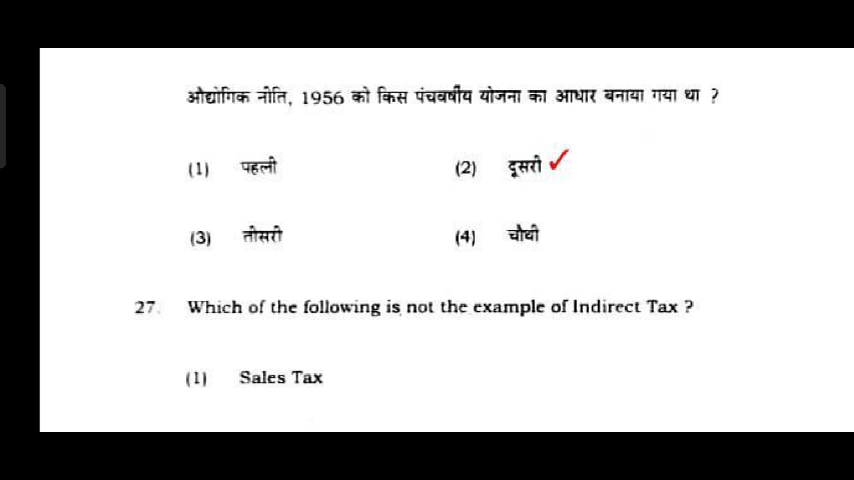 औद्योगिक नीति, 1956 को किस पंचवर्षीय योजना का आधार बनाया गया था ?
(1) पहली (2) दूसरी ✓
(3) तीसरी (4) चौथी
27. Which of the following is not the example of Indirect Tax ?
(1) Sales Tax